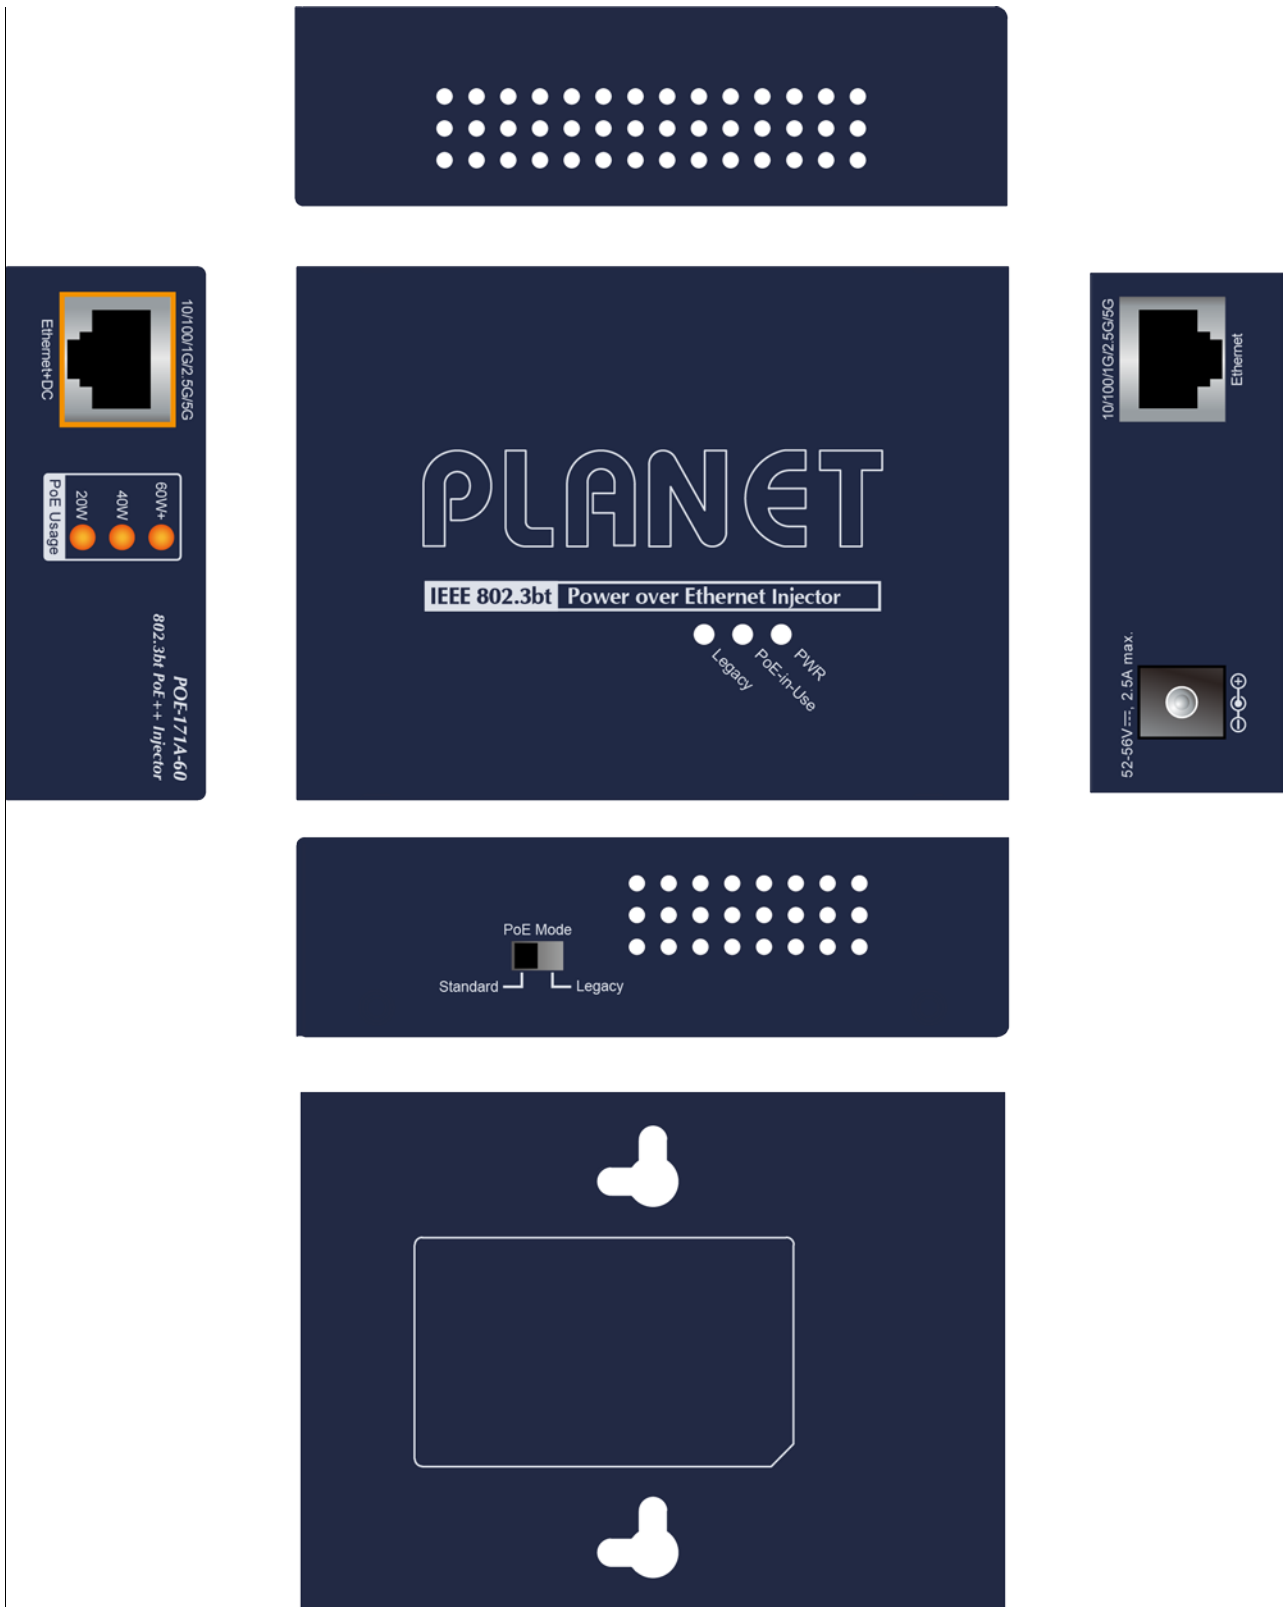 10/100/1G/2.5G/5G
Ethernet+DC
60W+
40W
20W
PoE Usage
POE-171A-60
802.3bt PoE++ Injector
PLANET
IEEE 802.3bt Power over Ethernet Injector
Legacy
PoE-in-Use
PWR
10/100/1G/2.5G/5G
Ethernet
52-56V⎓, 2.5A max.
PoE Mode
Standard
Legacy